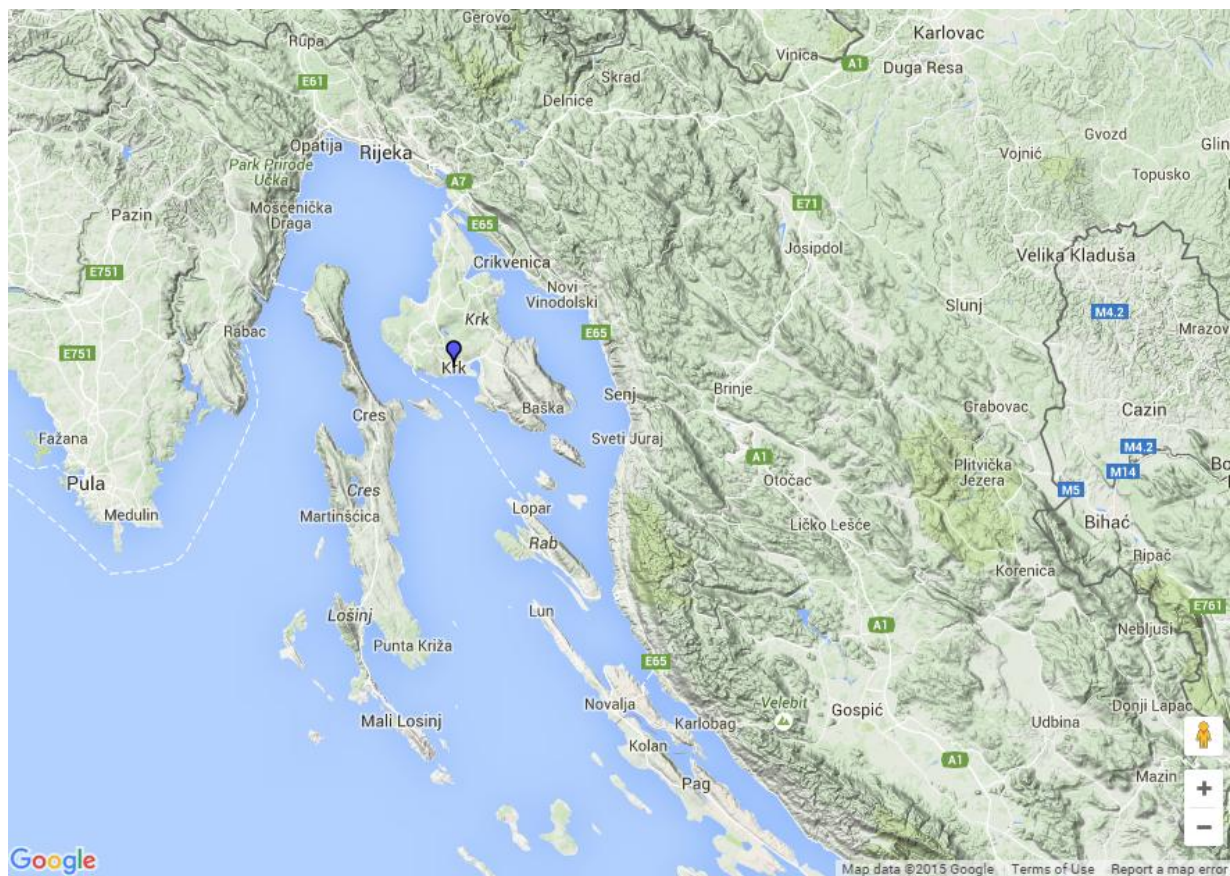 Gerovo
Karlovac
Rupa
Vinica
A1
Duga Resa
E61
Skrad
Delnice
Gvozd
Opatija
Rijeka
Glin
Vojnić
Park Prirode
Učka
Topusko
A7
E71
Pazin
Mošćenička
Draga
E65
Josipdol
Velika Kladuša
Crikvenica
E751
Novi
Vinodolski
Slunj
M4.2
Krk
Mrazov
Rabac
E65
E751
Krk
Brinje
Senj
Baška
Grabovac
Cazin
Cres
Fažana
Sveti Juraj
M4.2
A1
Plitvička
Jezera
M14
Bo
Pula
Otočac
Cres
M5
Lopar
Medulin
Martinšćica
Ličko Lešće
Bihać
Rab
Ripač
Korenica
Lun
E761
Lošinj
A1
Nebljusi
Punta Križa
E65
Novalja
Velebit
Gospić
Donji Lapac
Mali Losinj
Karlobag
Udbina
Kolan
A1
Mazin
Pag
+
−
Google
Map data ©2015 Google
Terms of Use
Report a map error